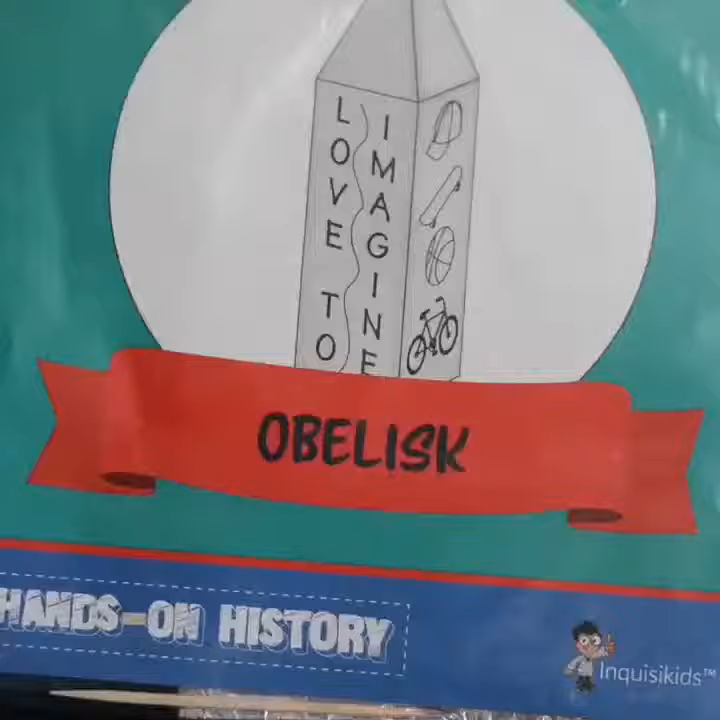 LOVE TO
IMAGINE
OBELISK
HANDS-ON HISTORY
Inquisikids™